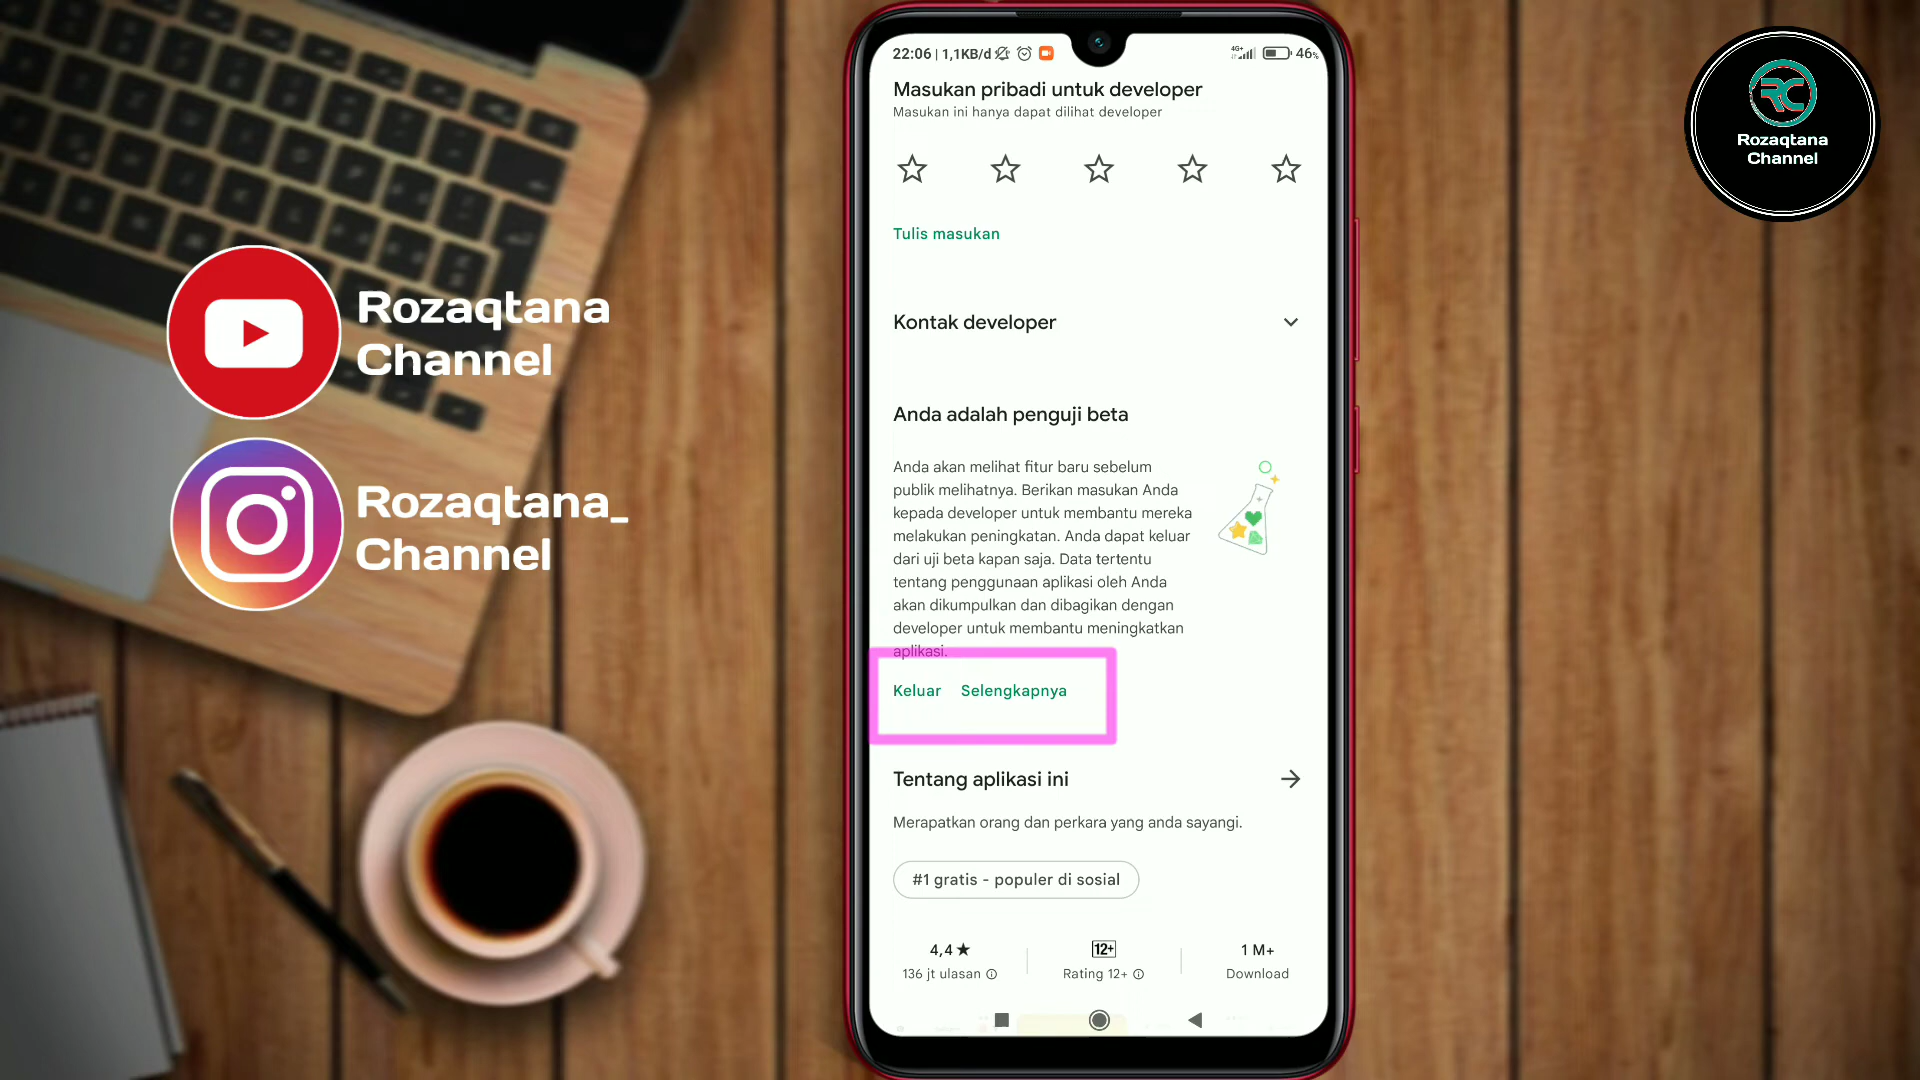 Rozaqtana
Channel
Rozaqtana
Channel
Rozaqtana_
Channel
22:06 | 1,1KB/d
4G+
46%
Masukan pribadi untuk developer
Masukan ini hanya dapat dilihat developer
Tulis masukan
Kontak developer
Anda adalah penguji beta
Anda akan melihat fitur baru sebelum
publik melihatnya. Berikan masukan Anda
kepada developer untuk membantu mereka
melakukan peningkatan. Anda dapat keluar
dari uji beta kapan saja. Data tertentu
tentang penggunaan aplikasi oleh Anda
akan dikumpulkan dan dibagikan dengan
developer untuk membantu meningkatkan
aplikasi.
Keluar Selengkapnya
Tentang aplikasi ini
Merapatkan orang dan perkara yang anda sayangi.
#1 gratis - populer di sosial
4,4★ 12+ 1 M+
136 jt ulasan Rating 12+ Download